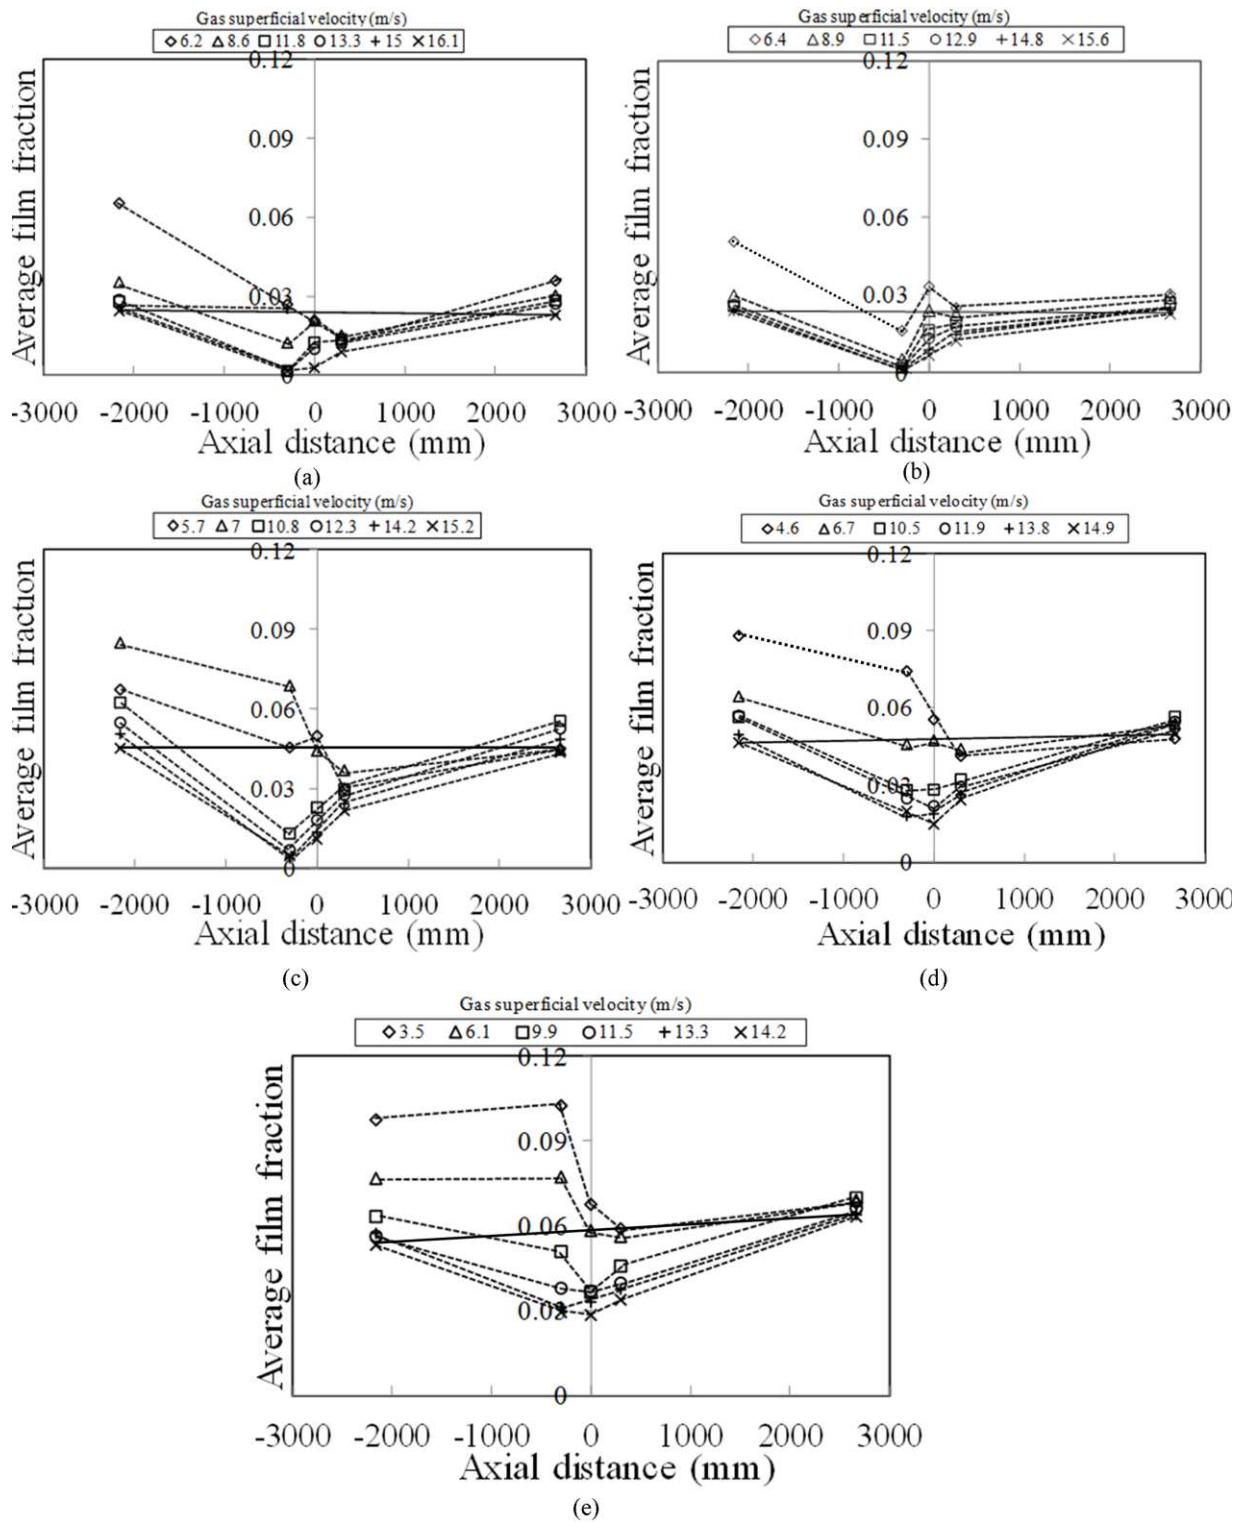 Gas superficial velocity (m/s)
6.2 8.6 11.8 13.3 15 16.1
Average film fraction
0.12
0.09
0.06
0.03
0
-3000 -2000 -1000 0 1000 2000 3000
Axial distance (mm)
(a)
Gas superficial velocity (m/s)
6.4 8.9 11.5 12.9 14.8 15.6
Average film fraction
0.12
0.09
0.06
0.03
0
-3000 -2000 -1000 0 1000 2000 3000
Axial distance (mm)
(b)
Gas superficial velocity (m/s)
5.7 7 10.8 12.3 14.2 15.2
Average film fraction
0.12
0.09
0.06
0.03
0
-3000 -2000 -1000 0 1000 2000 3000
Axial distance (mm)
(c)
Gas superficial velocity (m/s)
4.6 6.7 10.5 11.9 13.8 14.9
Average film fraction
0.12
0.09
0.06
0.03
0
-3000 -2000 -1000 0 1000 2000 3000
Axial distance (mm)
(d)
Gas superficial velocity (m/s)
3.5 6.1 9.9 11.5 13.3 14.2
Average film fraction
0.12
0.09
0.06
0.03
0
-3000 -2000 -1000 0 1000 2000 3000
Axial distance (mm)
(e)